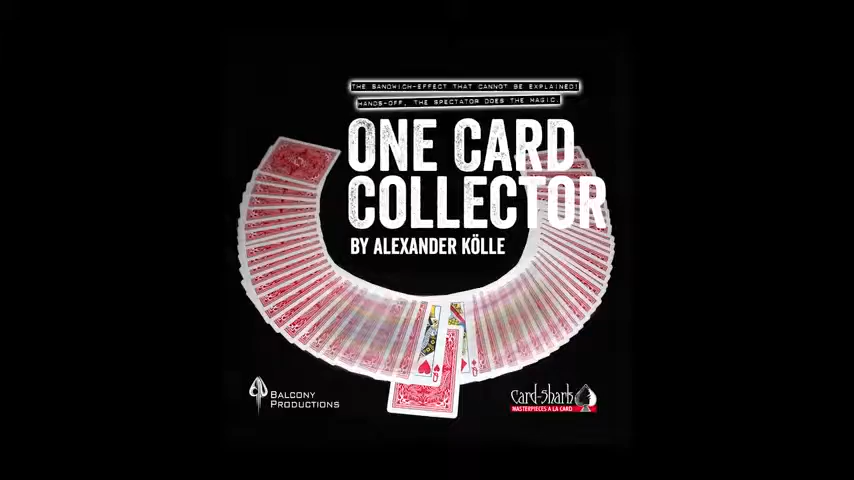 THE SANDWICH-EFFECT THAT CANNOT BE EXPLAINED!
HANDS-OFF, THE SPECTATOR DOES THE MAGIC.
ONE CARD
COLLECTOR
BY ALEXANDER KÖLLE
BALCONY
PRODUCTIONS
card-shark
MASTERPIECES A LA CARD